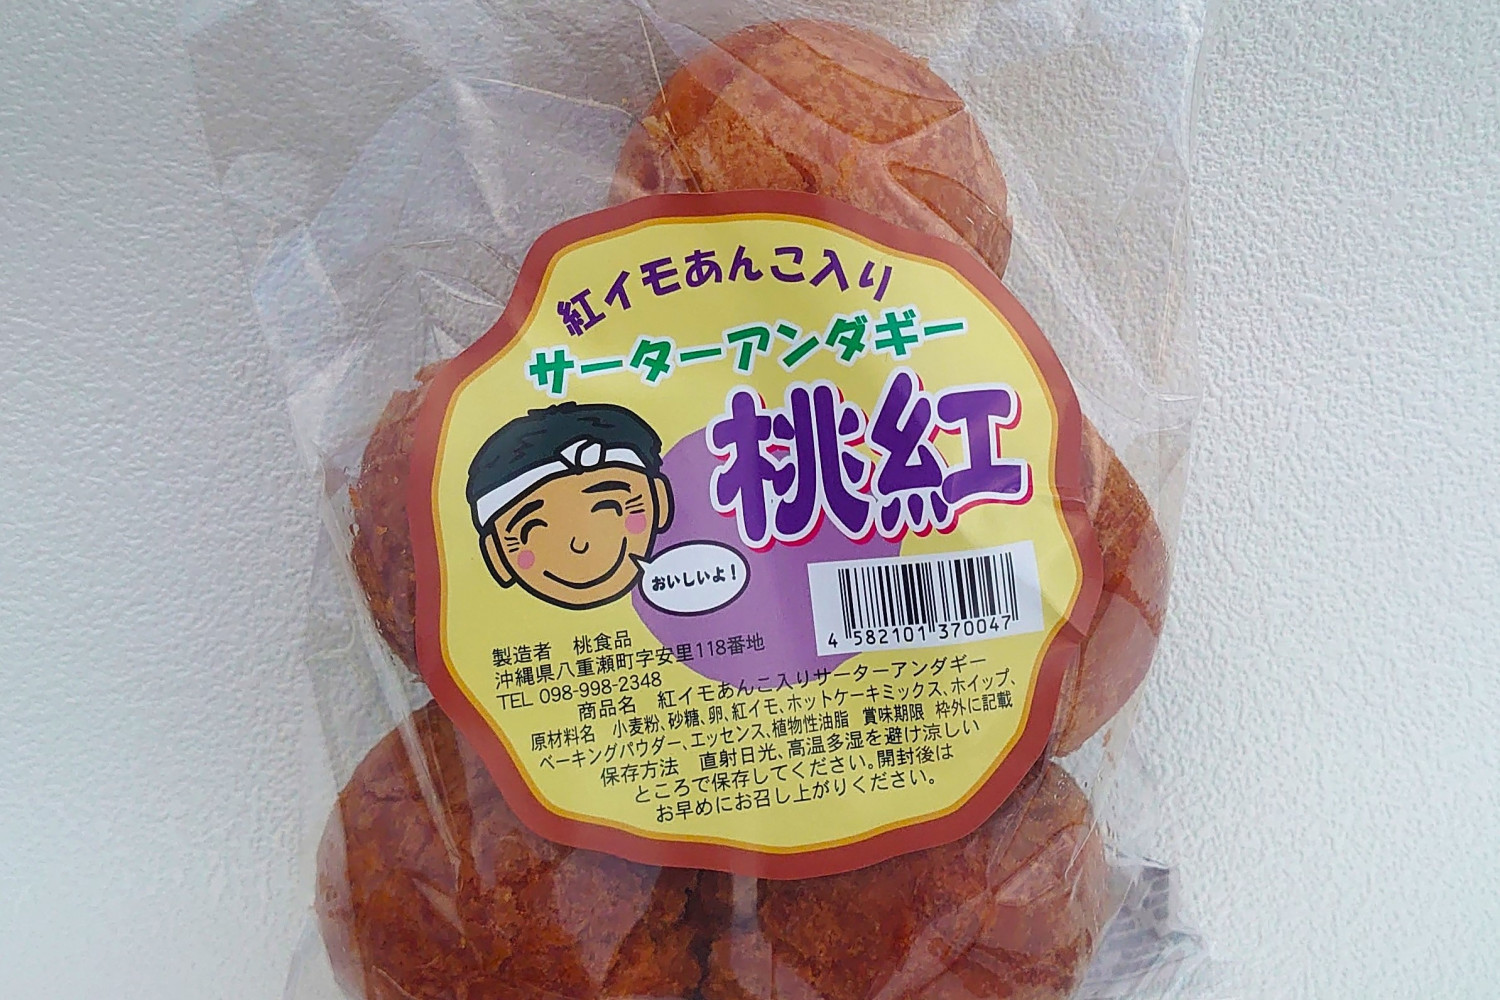 紅イモあんこ入り
サーターアンダギー
桃紅
おいしいよ!
4 582101 370047
製造者 桃食品
沖縄県八重瀬町字安里118番地
TEL 098-998-2348
商品名 紅イモあんこ入りサーターアンダギー
原材料名 小麦粉、砂糖、卵、紅イモ、ホットケーキミックス、ホイップ、
ベーキングパウダー、エッセンス、植物性油脂 賞味期限 枠外に記載
保存方法 直射日光、高温多湿を避け涼しい
ところで保存してください。開封後は
お早めにお召し上がりください。